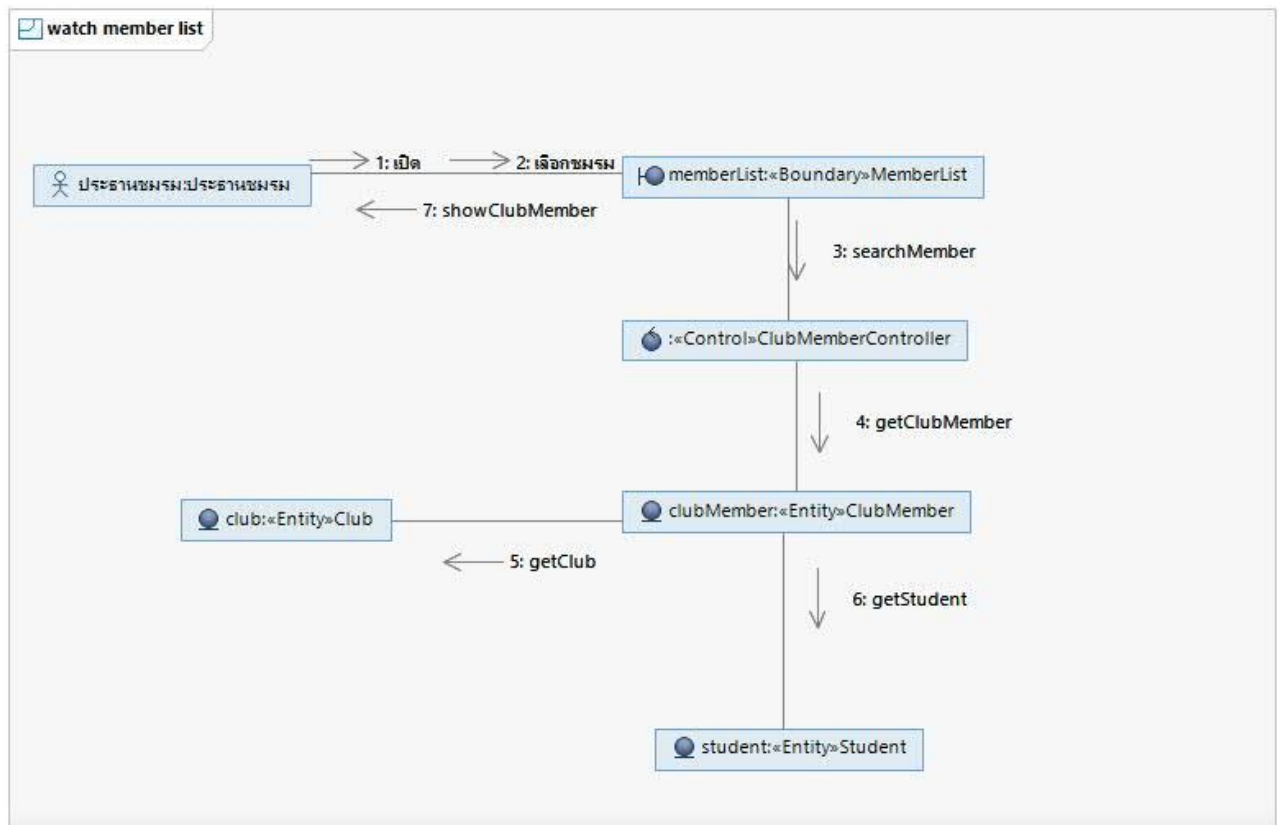 watch member list
1: เปิด
2: เลือกชมรม
ประธานชมรม:ประธานชมรม
memberList:«Boundary»MemberList
7: showClubMember
3: searchMember
:«Control»ClubMemberController
4: getClubMember
club:«Entity»Club
clubMember:«Entity»ClubMember
5: getClub
6: getStudent
student:«Entity»Student